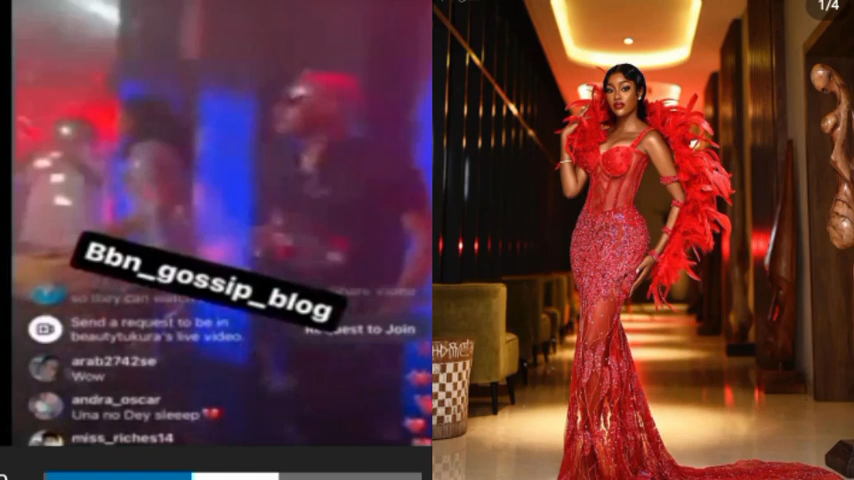 1/4
Bbn_gossip_blog
so they can watch
Send a request to be in
beautytukura's live video.
Request to Join
arab2742se
Wow
andra_oscar
Una no Dey sleeep💔
miss_riches14